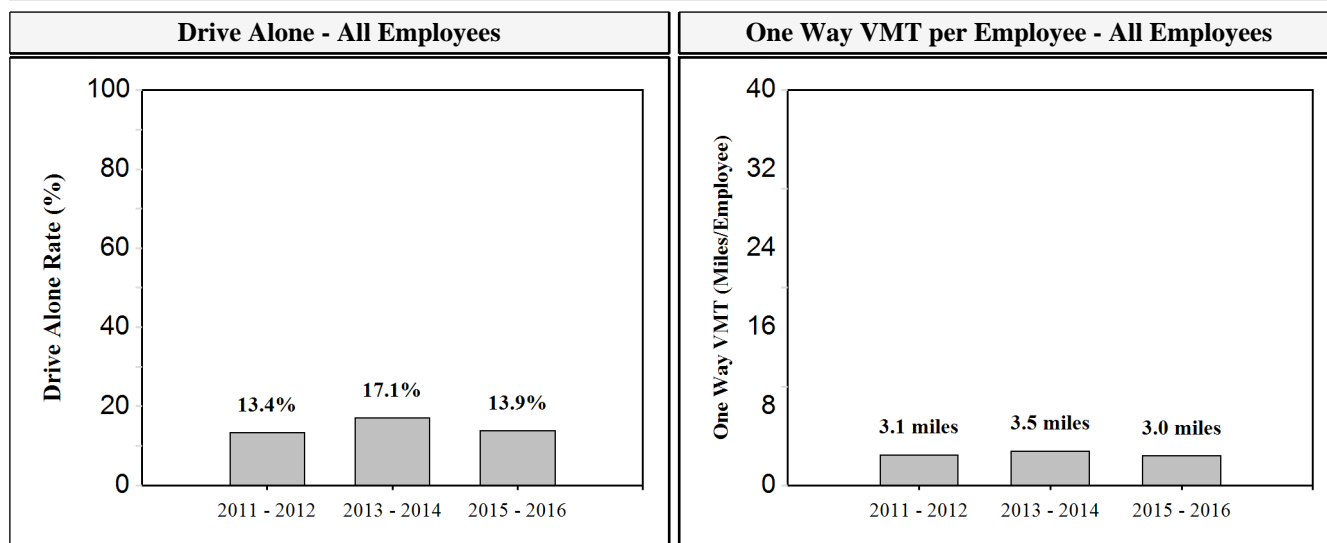 Drive Alone - All Employees
Drive Alone Rate (%)
100
80
60
40
20
0
13.4%
17.1%
13.9%
2011 - 2012
2013 - 2014
2015 - 2016
One Way VMT per Employee - All Employees
One Way VMT (Miles/Employee)
40
32
24
16
8
0
3.1 miles
3.5 miles
3.0 miles
2011 - 2012
2013 - 2014
2015 - 2016